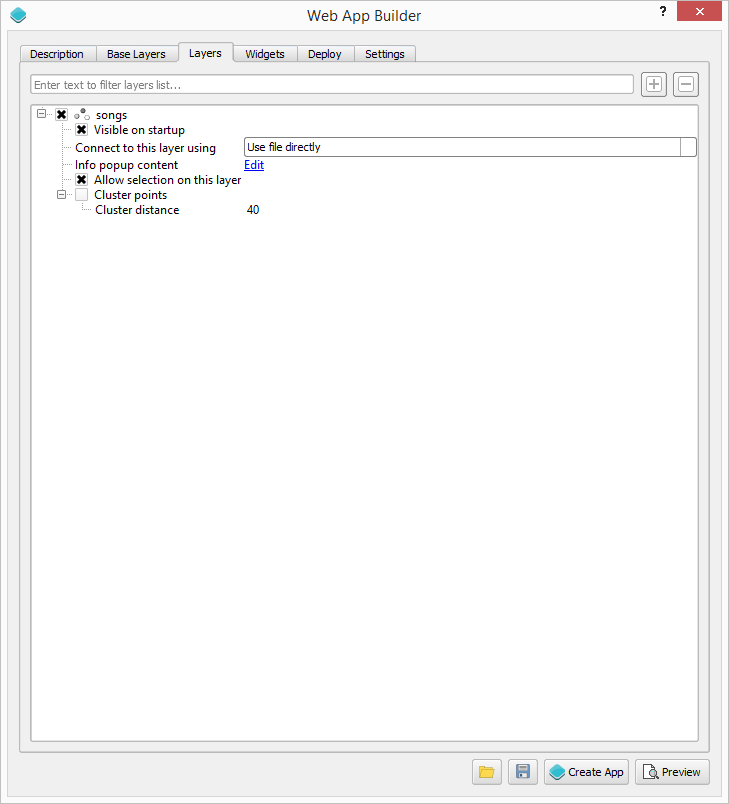 Web App Builder
?
Description Base Layers Layers Widgets Deploy Settings
Enter text to filter layers list...
songs
Visible on startup
Connect to this layer using Use file directly
Info popup content Edit
Allow selection on this layer
Cluster points
Cluster distance 40
Create App Preview